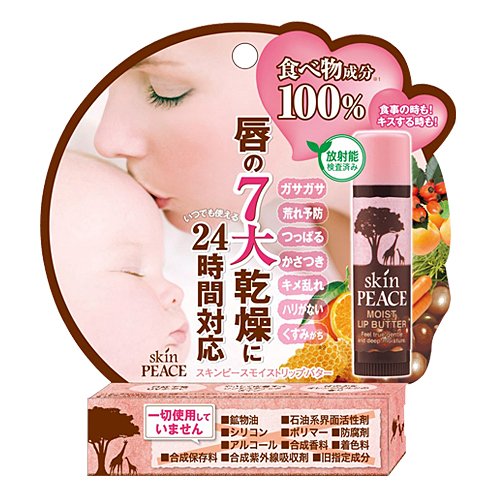 食べ物成分※1
100%
食事の時も!
キスする時も!
放射能
検査済み
唇の7大乾燥に
いつでも使える
24時間対応
ガサガサ
荒れ予防
つっぱる
かさつき
キメ乱れ
ハリがない
くすみがち
skin
PEACE
MOIST
LIP BUTTER
Feel true, gentle
and deep moisture.
skin
PEACE
スキンピースモイストリップバター
一切使用して
いません
■鉱物油 ■石油系界面活性剤
■シリコン ■ポリマー ■防腐剤
■アルコール ■合成香料 ■着色料
■合成保存料 ■合成紫外線吸収剤 ■旧指定成分